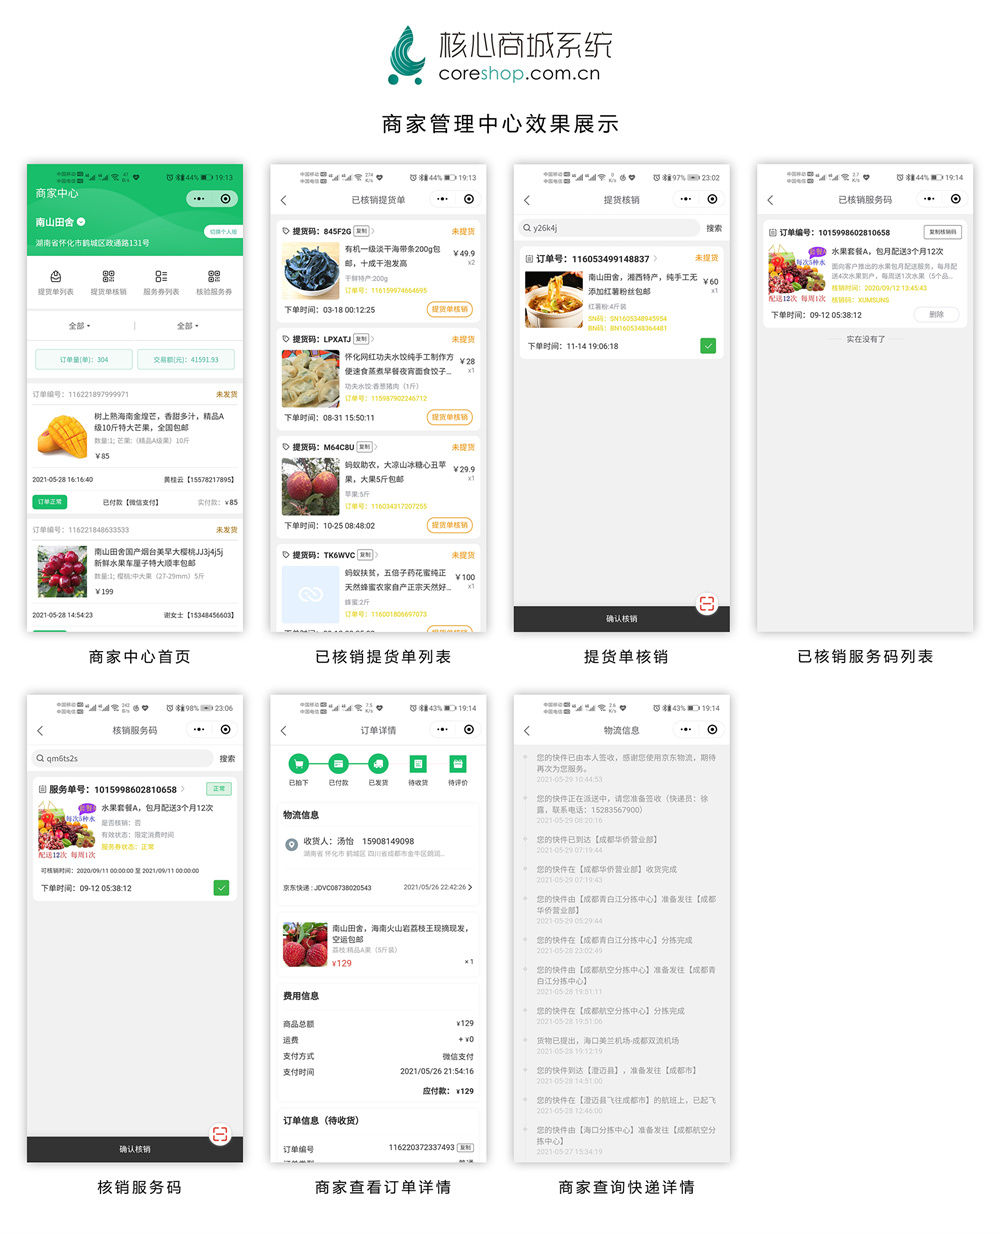 核心商城系统
coreshop.com.cn
商家管理中心效果展示
19:13
商家中心
南山田舍
切换个人版
湖南省怀化市鹤城区政通路131号
提货单列表 提货单核销 服务券列表 核验服务券
全部 全部
订单量(单)：304 交易额(元)：41591.93
订单编号：116221897999971 未发货
树上熟海南金煌芒，香甜多汁，精品A
级10斤特大芒果，全国包邮
数量:1; 芒果:（精品A级果）10斤
¥85
2021-05-28 16:16:40 黄桂云【15578217895】
订单正常 已付款【微信支付】 实付款：¥85
订单编号：116221848633533 未发货
南山田舍国产烟台美早大樱桃JJ3j4j5j
新鲜水果车厘子特大顺丰包邮
数量:1; 樱桃:中大果（27-29mm）5斤
¥199
2021-05-28 14:54:23 谢女士【15348456603】
商家中心首页
19:13
已核销提货单
提货码：845F2G 复制 未提货
有机一级淡干海带条200g包
邮，十成干泡发高
¥49.9
x2
干鲜特产:200g
订单号：116159974664695
下单时间：03-18 00:12:25 提货单核销
提货码：LPXATJ 复制 未提货
怀化网红功夫水饺纯手工制作方
便速食蒸煮早餐夜宵面食饺子...
¥28
x1
功夫水饺:香葱猪肉（1斤）
订单号：115987902246712
下单时间：08-31 15:50:11 提货单核销
提货码：M64C8U 复制 未提货
蚂蚁助农，大凉山冰糖心丑苹
果，大果5斤包邮
¥29.9
x1
苹果:5斤
订单号：116034317207255
下单时间：10-25 08:48:02 提货单核销
提货码：TK6WVC 复制 未提货
蚂蚁扶贫，五倍子药花蜜纯正
天然蜂蜜农家自产正宗天然好...
¥100
x1
蜂蜜:2斤
订单号：116001806697073
已核销提货单列表
97% 23:02
提货核销
y26k4j 搜索
订单号：116053499148837 未提货
南山田舍，湘西特产，纯手工无
添加红薯粉丝包邮
¥60
x1
红薯粉:4斤装
SN码：SN1605348945954
BN码：BN1605348364481
下单时间：11-14 19:06:18
确认核销
提货单核销
19:14
已核销服务码
订单编号：1015998602810658 复制核销码
水果套餐A，包月配送3个月12次
面向客户推出的水果包月配送服务，每月配
送4次水果到户，每周送1次水果（5个品...
核销时间：2020/09/12 13:45:43
核销码：XUMSUNS
配送12次 每周1次
下单时间：09-12 05:38:12 删除
实在没有了
已核销服务码列表
98% 23:06
核销服务码
qm6ts2s 搜索
服务单号：1015998602810658 正常
水果套餐A，包月配送3个月12次
是否核销：否
有效状态：限定消费时间
服务券状态：正常
配送12次 每周1次
可核销时间：2020/09/11 00:00:00 至 2021/09/11 00:00:00
下单时间：09-12 05:38:12
确认核销
核销服务码
43% 19:14
订单详情
已拍下 已付款 已发货 待收货 待评价
物流信息
收货人：汤怡 15908149098
湖南省 怀化市 鹤城区 四川省成都市金牛区
京东快递：JDVC08738020543 2021/05/26 22:42:26
南山田舍，海南火山岩荔枝王现摘现发，
空运包邮
荔枝:精品A果（5斤装）
¥129 ×1
费用信息
商品总额 ¥129
运费 + ¥0
支付方式 微信支付
支付时间 2021/05/26 21:54:16
应付款：¥129
订单信息（待收货）
订单编号 116220372337493 复制
商家查看订单详情
43% 19:14
物流信息
您的快件已由本人签收，感谢您使用京东物流，期待
再次为您服务。
2021-05-29 10:44:53
您的快件正在派送中，请您准备签收（快递员：徐
露，联系电话：15283567900）
2021-05-29 08:20:16
您的快件已到达【成都华侨营业部】
2021-05-29 07:19:44
您的快件在【成都华侨营业部】收货完成
2021-05-29 07:19:43
您的快件由【成都青白江分拣中心】准备发往【成都
华侨营业部】
2021-05-29 05:29:44
您的快件在【成都青白江分拣中心】分拣完成
2021-05-28 23:02:49
您的快件由【成都航空分拣中心】准备发往【成都青
白江分拣中心】
2021-05-28 19:51:11
您的快件在【成都航空分拣中心】分拣完成
2021-05-28 19:51:06
货物已提出，海口美兰机场-成都双流机场
2021-05-28 19:12:19
您的快件到达【澄迈县】，准备发往【成都市】
2021-05-28 14:51:00
您的快件在【澄迈县飞往成都市】的航班上，已起飞
2021-05-28 12:46:00
您的快件由【海口分拣中心】准备发往【成都航空分
拣中心】
2021-05-27 15:34:19
商家查询快递详情